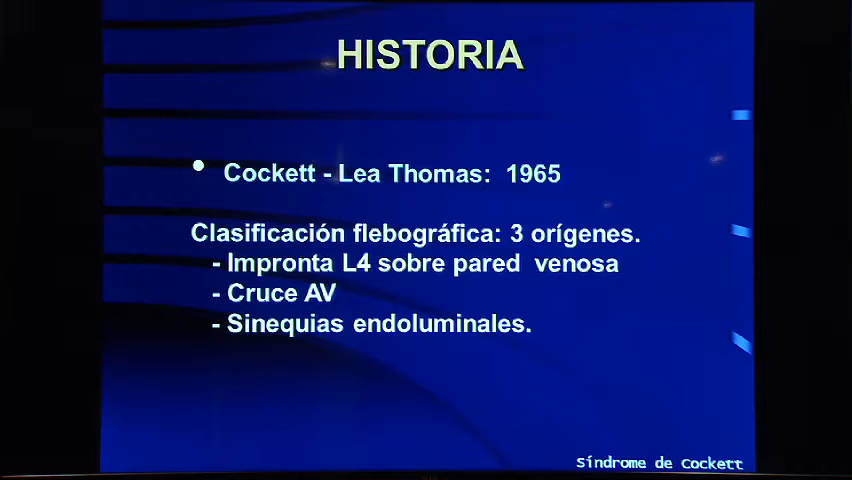 HISTORIA
• Cockett - Lea Thomas: 1965
Clasificación flebográfica: 3 orígenes.
- Impronta L4 sobre pared venosa
- Cruce AV
- Sinequias endoluminales.
Síndrome de Cockett